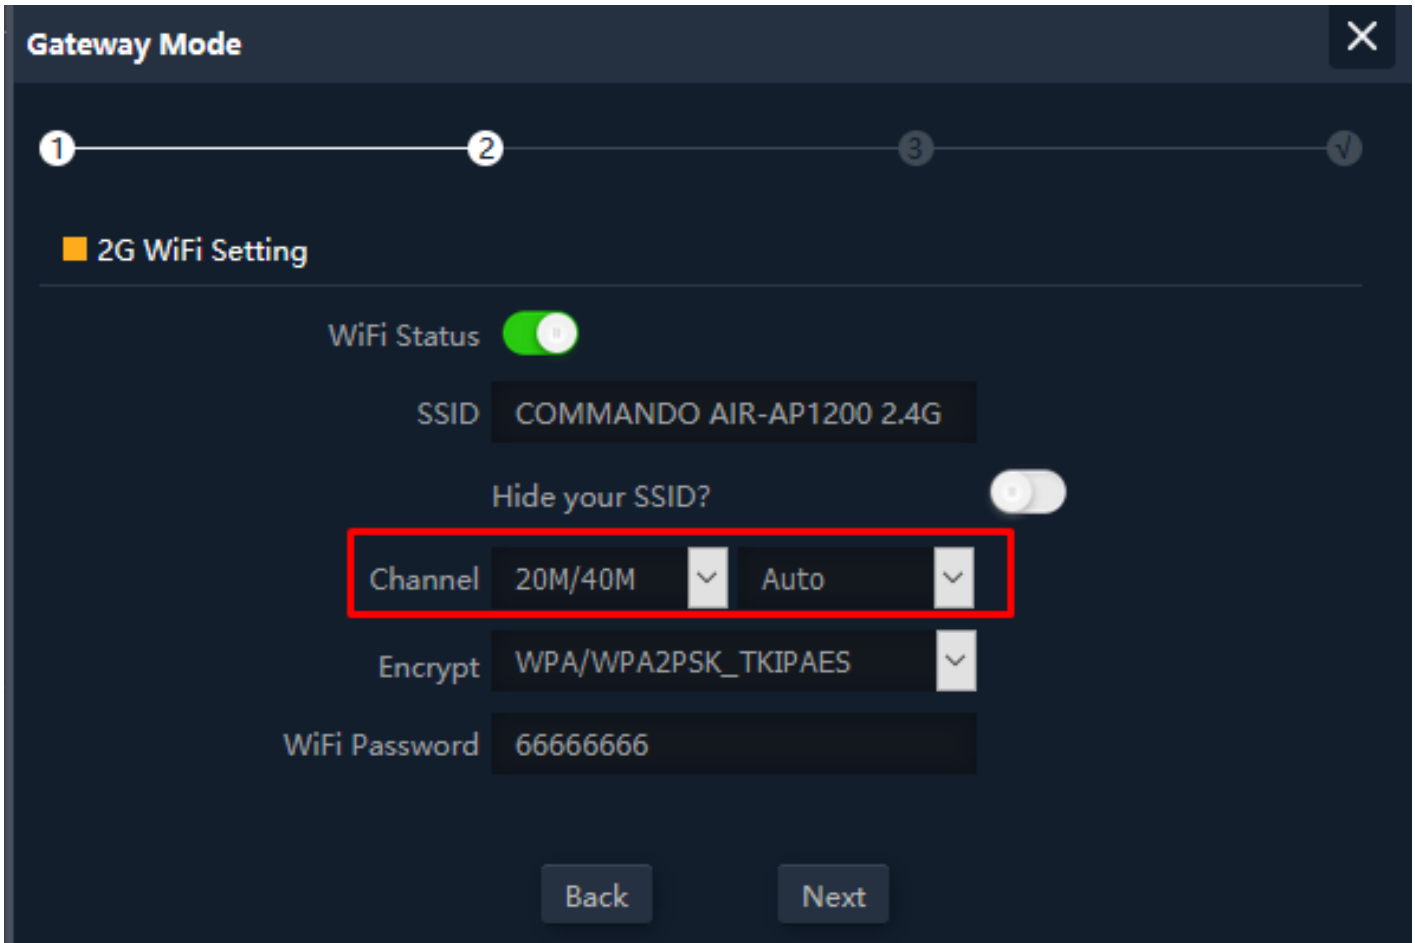 Gateway Mode
1 2 3 √
2G WiFi Setting
WiFi Status
SSID COMMANDO AIR-AP1200 2.4G
Hide your SSID?
Channel 20M/40M Auto
Encrypt WPA/WPA2PSK_TKIPAES
WiFi Password 66666666
Back Next